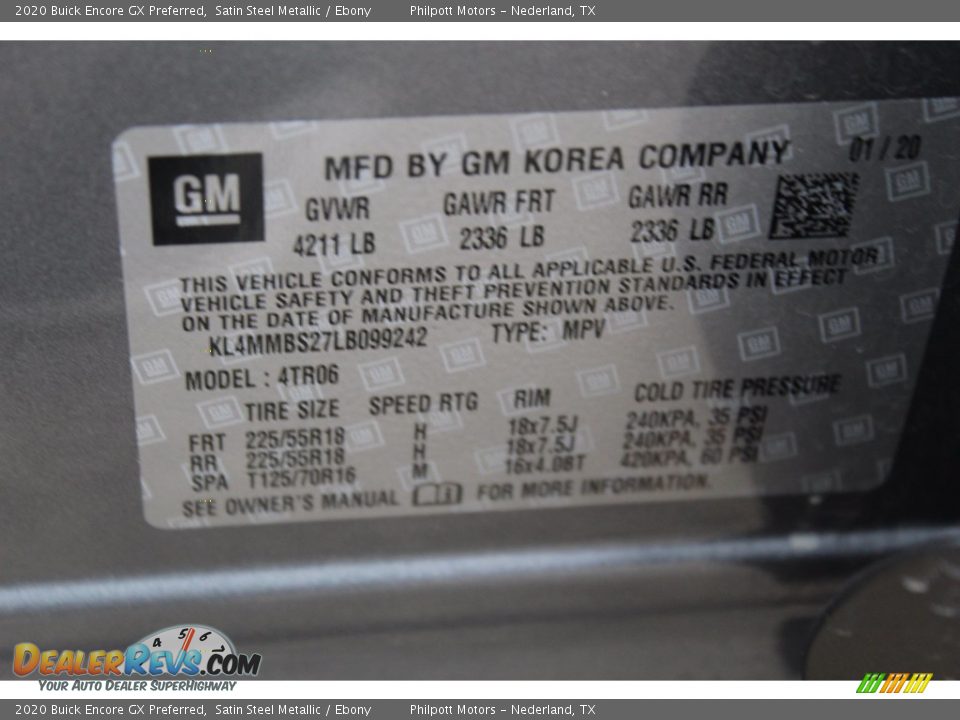 2020 Buick Encore GX Preferred, Satin Steel Metallic / Ebony Philpott Motors - Nederland, TX
GM MFD BY GM KOREA COMPANY 01 / 20
GVWR GAWR FRT GAWR RR
4211 LB 2336 LB 2336 LB
THIS VEHICLE CONFORMS TO ALL APPLICABLE U.S. FEDERAL MOTOR
VEHICLE SAFETY AND THEFT PREVENTION STANDARDS IN EFFECT
ON THE DATE OF MANUFACTURE SHOWN ABOVE.
KL4MMBS27LB099242 TYPE: MPV
MODEL : 4TR06
TIRE SIZE SPEED RTG RIM COLD TIRE PRESSURE
FRT 225/55R18 H 18x7.5J 240KPA, 35 PSI
RR 225/55R18 H 18x7.5J 240KPA, 35 PSI
SPA T125/70R16 M 16x4.0BT 420KPA, 60 PSI
SEE OWNER'S MANUAL FOR MORE INFORMATION.
4 5 6
DEALERREVS.COM
YOUR AUTO DEALER SUPERHIGHWAY
2020 Buick Encore GX Preferred, Satin Steel Metallic / Ebony Philpott Motors - Nederland, TX